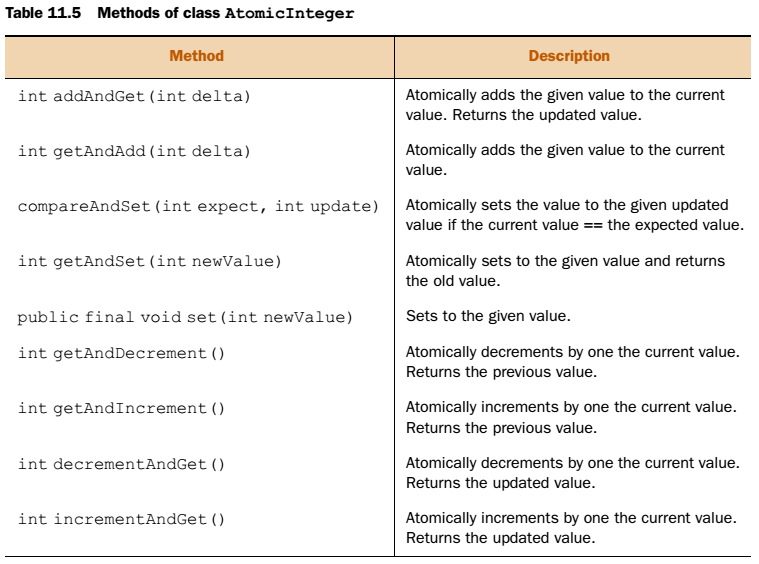 Table 11.5 Methods of class AtomicInteger
Method Description
int addAndGet(int delta) Atomically adds the given value to the current
value. Returns the updated value.
int getAndAdd(int delta) Atomically adds the given value to the current
value.
compareAndSet(int expect, int update) Atomically sets the value to the given updated
value if the current value == the expected value.
int getAndSet(int newValue) Atomically sets to the given value and returns
the old value.
public final void set(int newValue) Sets to the given value.
int getAndDecrement() Atomically decrements by one the current value.
Returns the previous value.
int getAndIncrement() Atomically increments by one the current value.
Returns the previous value.
int decrementAndGet() Atomically decrements by one the current value.
Returns the updated value.
int incrementAndGet() Atomically increments by one the current value.
Returns the updated value.